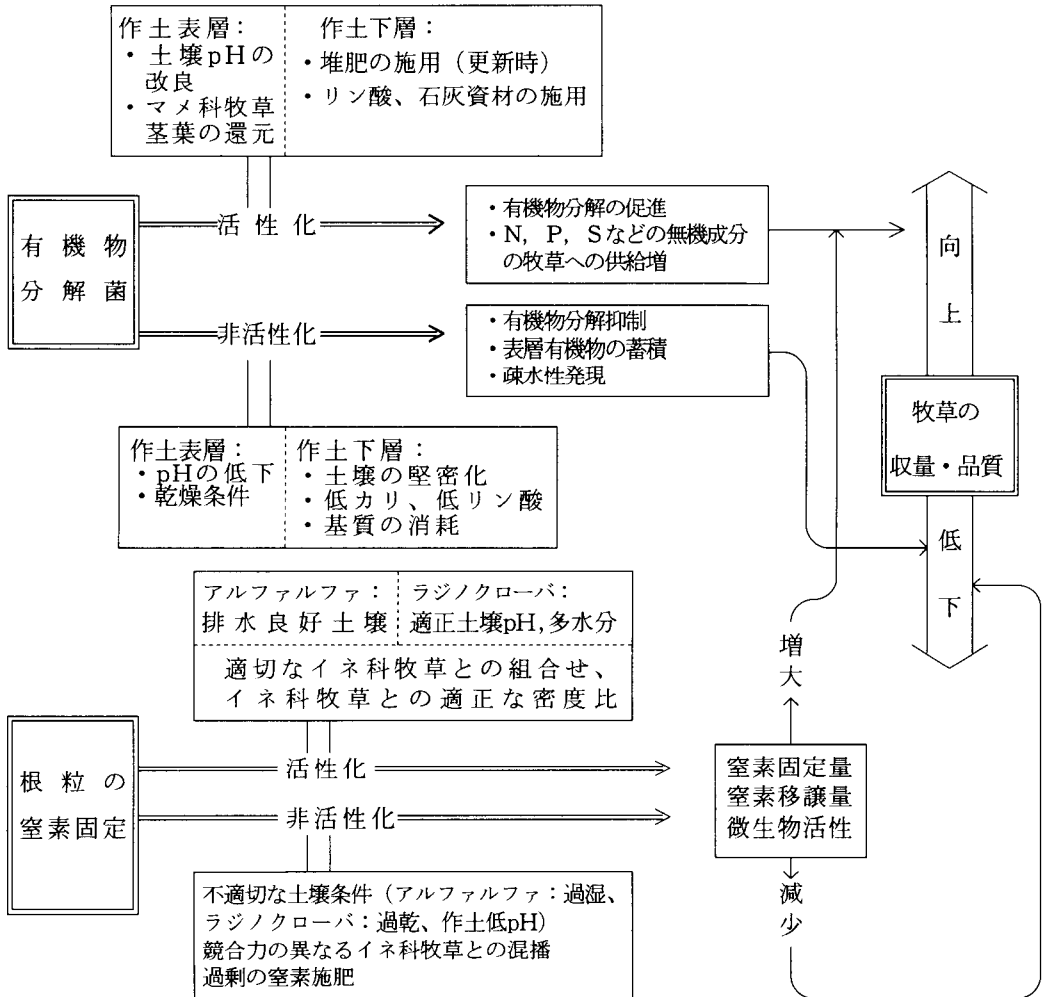 作土表層：
・土壌pHの
改良
・マメ科牧草
茎葉の還元
作土下層：
・堆肥の施用（更新時）
・リン酸、石灰資材の施用
有機物
分解菌
活性化
・有機物分解の促進
・N, P, Sなどの無機成分
の牧草への供給増
非活性化
・有機物分解抑制
・表層有機物の蓄積
・疎水性発現
作土表層：
・pHの低下
・乾燥条件
作土下層：
・土壌の堅密化
・低カリ、低リン酸
・基質の消耗
向上
牧草の
収量・品質
低下
アルファルファ：
排水良好土壌
ラジノクローバ：
適正土壌pH,多水分
適切なイネ科牧草との組合せ、
イネ科牧草との適正な密度比
根粒の
窒素固定
活性化
非活性化
増大
窒素固定量
窒素移譲量
微生物活性
減少
不適切な土壌条件（アルファルファ：過湿、
ラジノクローバ：過乾、作土低pH）
競合力の異なるイネ科牧草との混播
過剰の窒素施肥